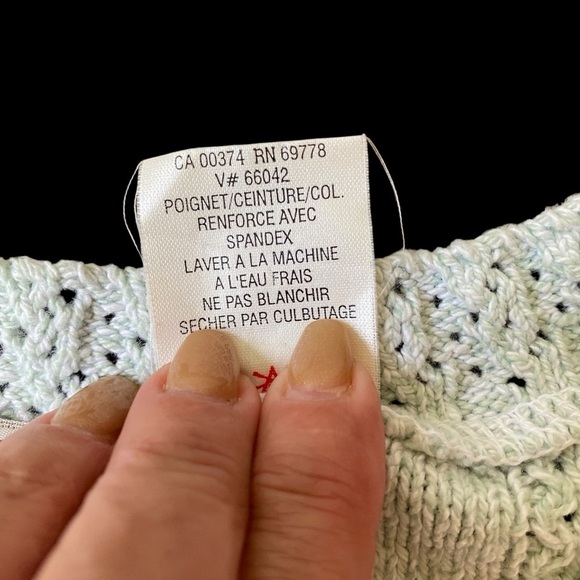 CA 00374 RN 69778
V# 66042
POIGNET/CEINTURE/COL.
RENFORCE AVEC
SPANDEX
LAVER A LA MACHINE
A L'EAU FRAIS
NE PAS BLANCHIR
SECHER PAR CULBUTAGE